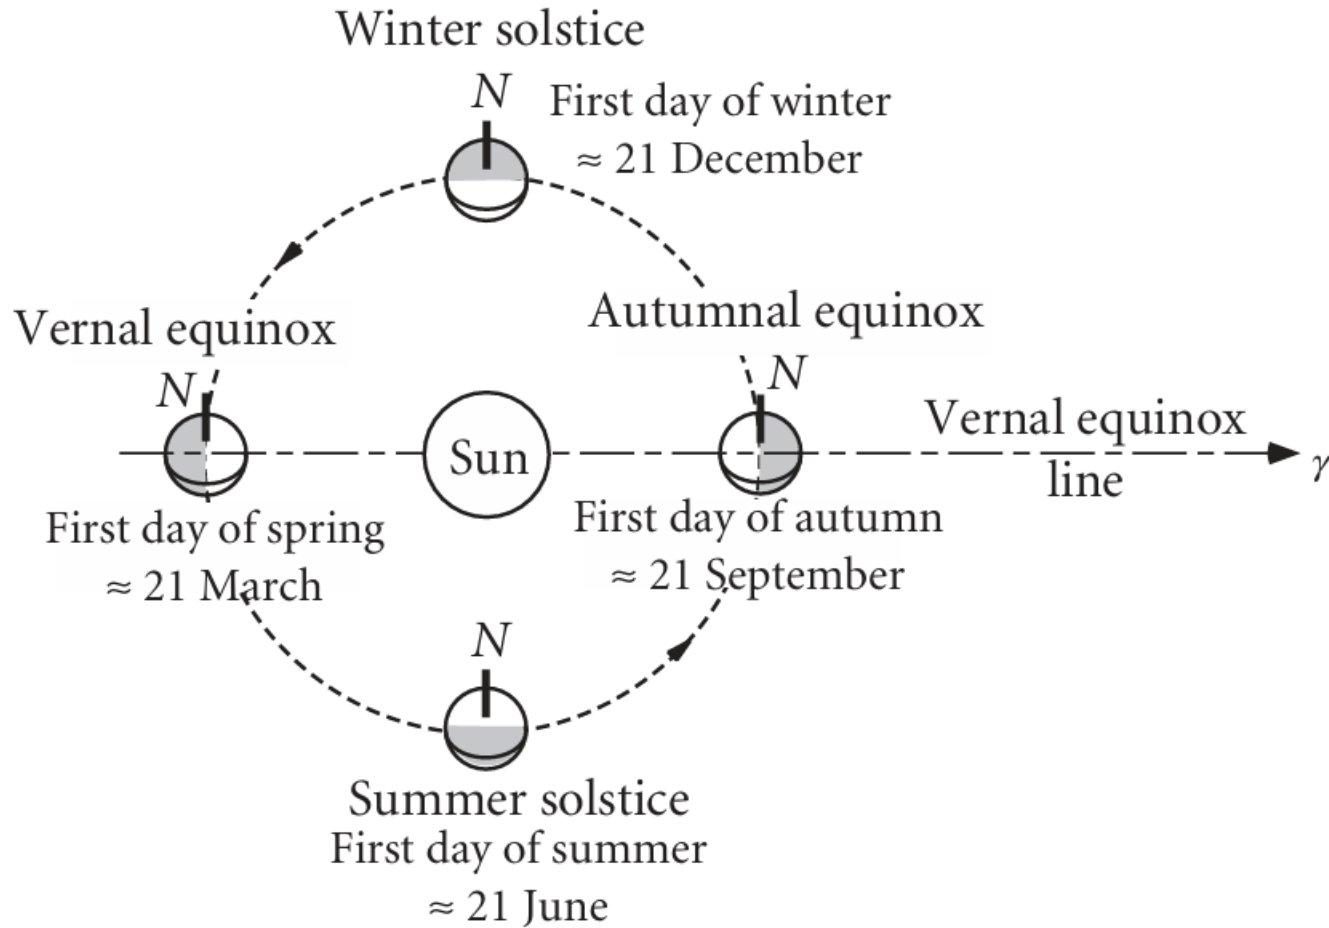 Winter solstice
N
First day of winter
≈ 21 December
Vernal equinox
Autumnal equinox
N
N
Sun
Vernal equinox
line
γ
First day of spring
≈ 21 March
First day of autumn
≈ 21 September
N
Summer solstice
First day of summer
≈ 21 June